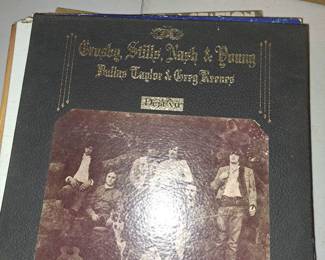 Crosby, Stills, Nash & Young
Dallas Taylor & Greg Reeves
Déjà Vu